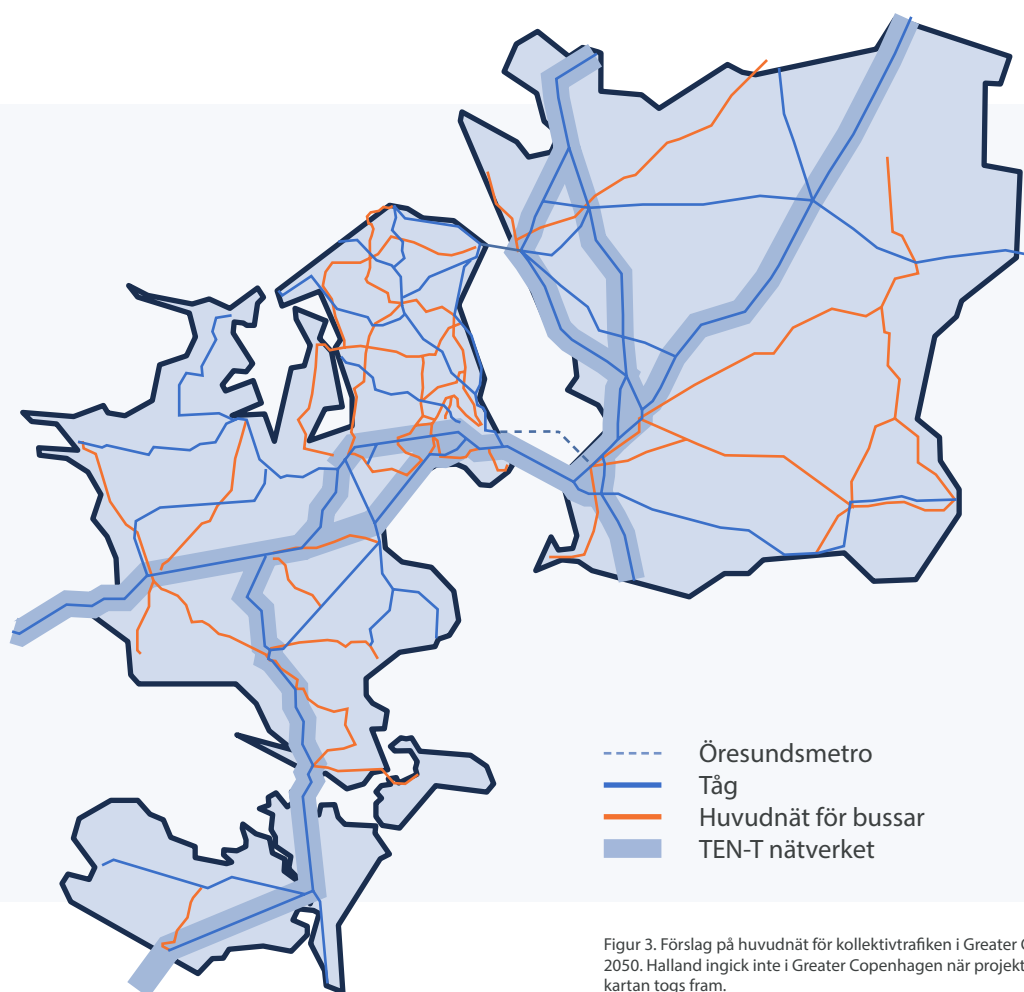 Öresundsmetro
Tåg
Huvudnät för bussar
TEN-T nätverket
Figur 3. Förslag på huvudnät för kollektivtrafiken i Greater
2050. Halland ingick inte i Greater Copenhagen när
kartan togs fram.